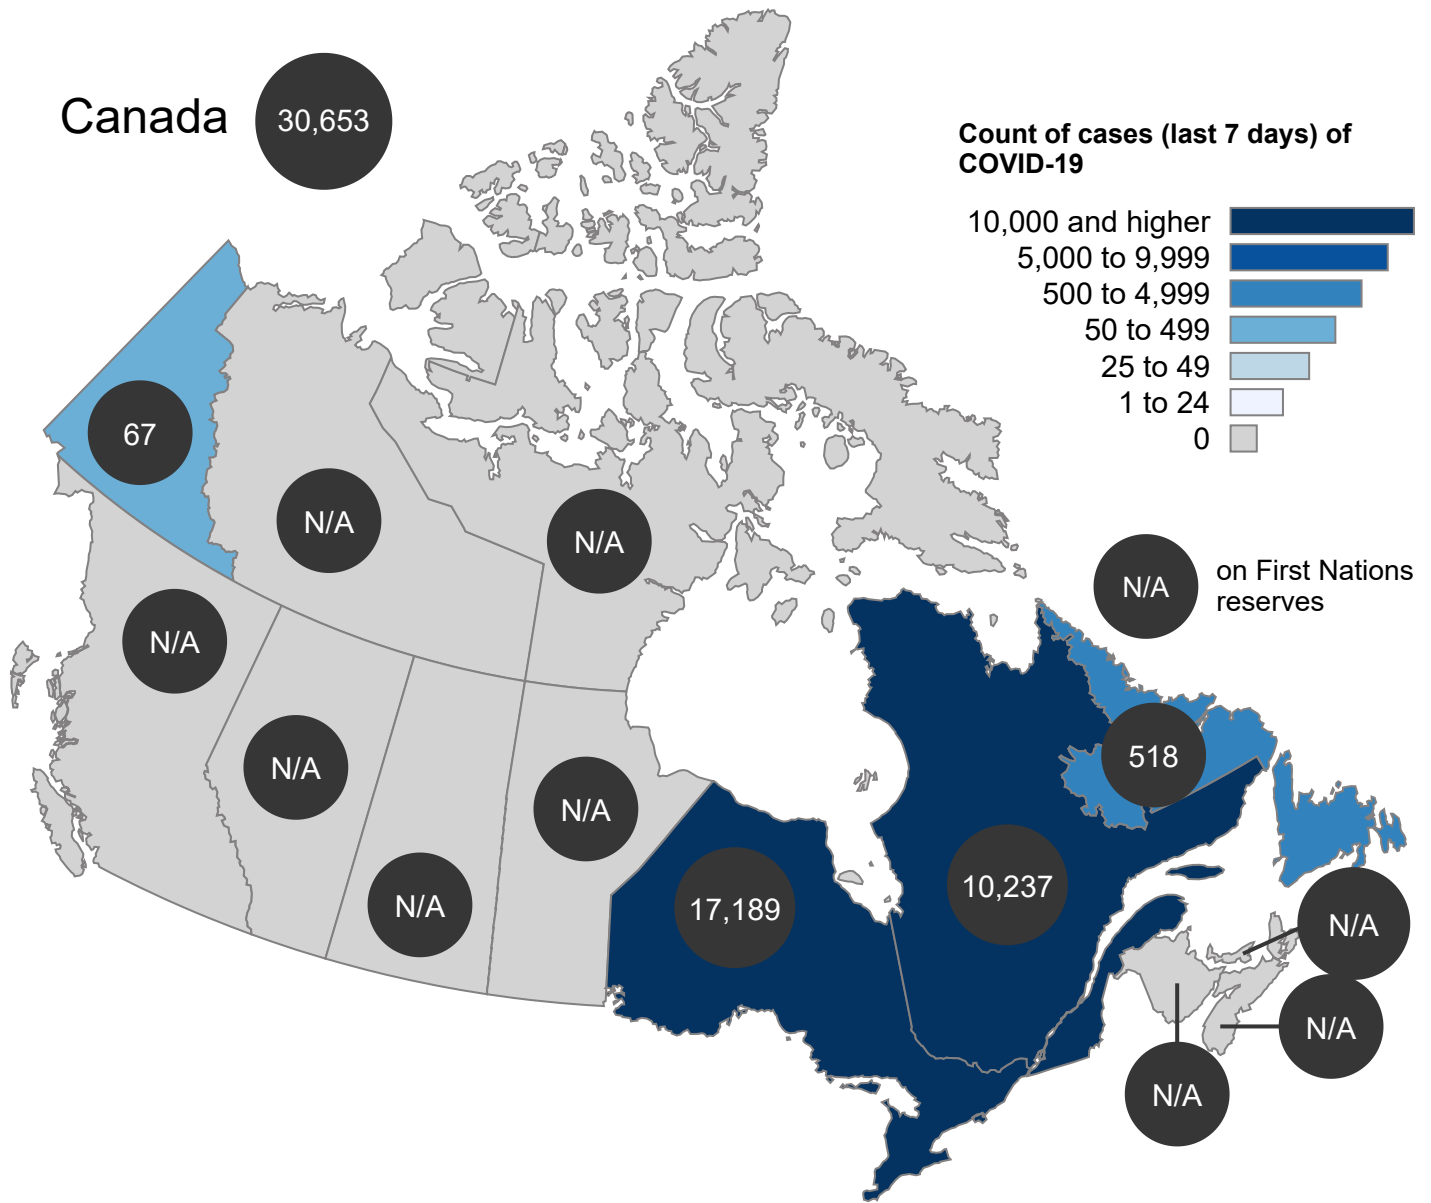 Canada
30,653
Count of cases (last 7 days) of
COVID-19
10,000 and higher
5,000 to 9,999
500 to 4,999
50 to 499
25 to 49
1 to 24
0
67
N/A
N/A
N/A
on First Nations
reserves
N/A
N/A
N/A
N/A
518
17,189
10,237
N/A
N/A
N/A